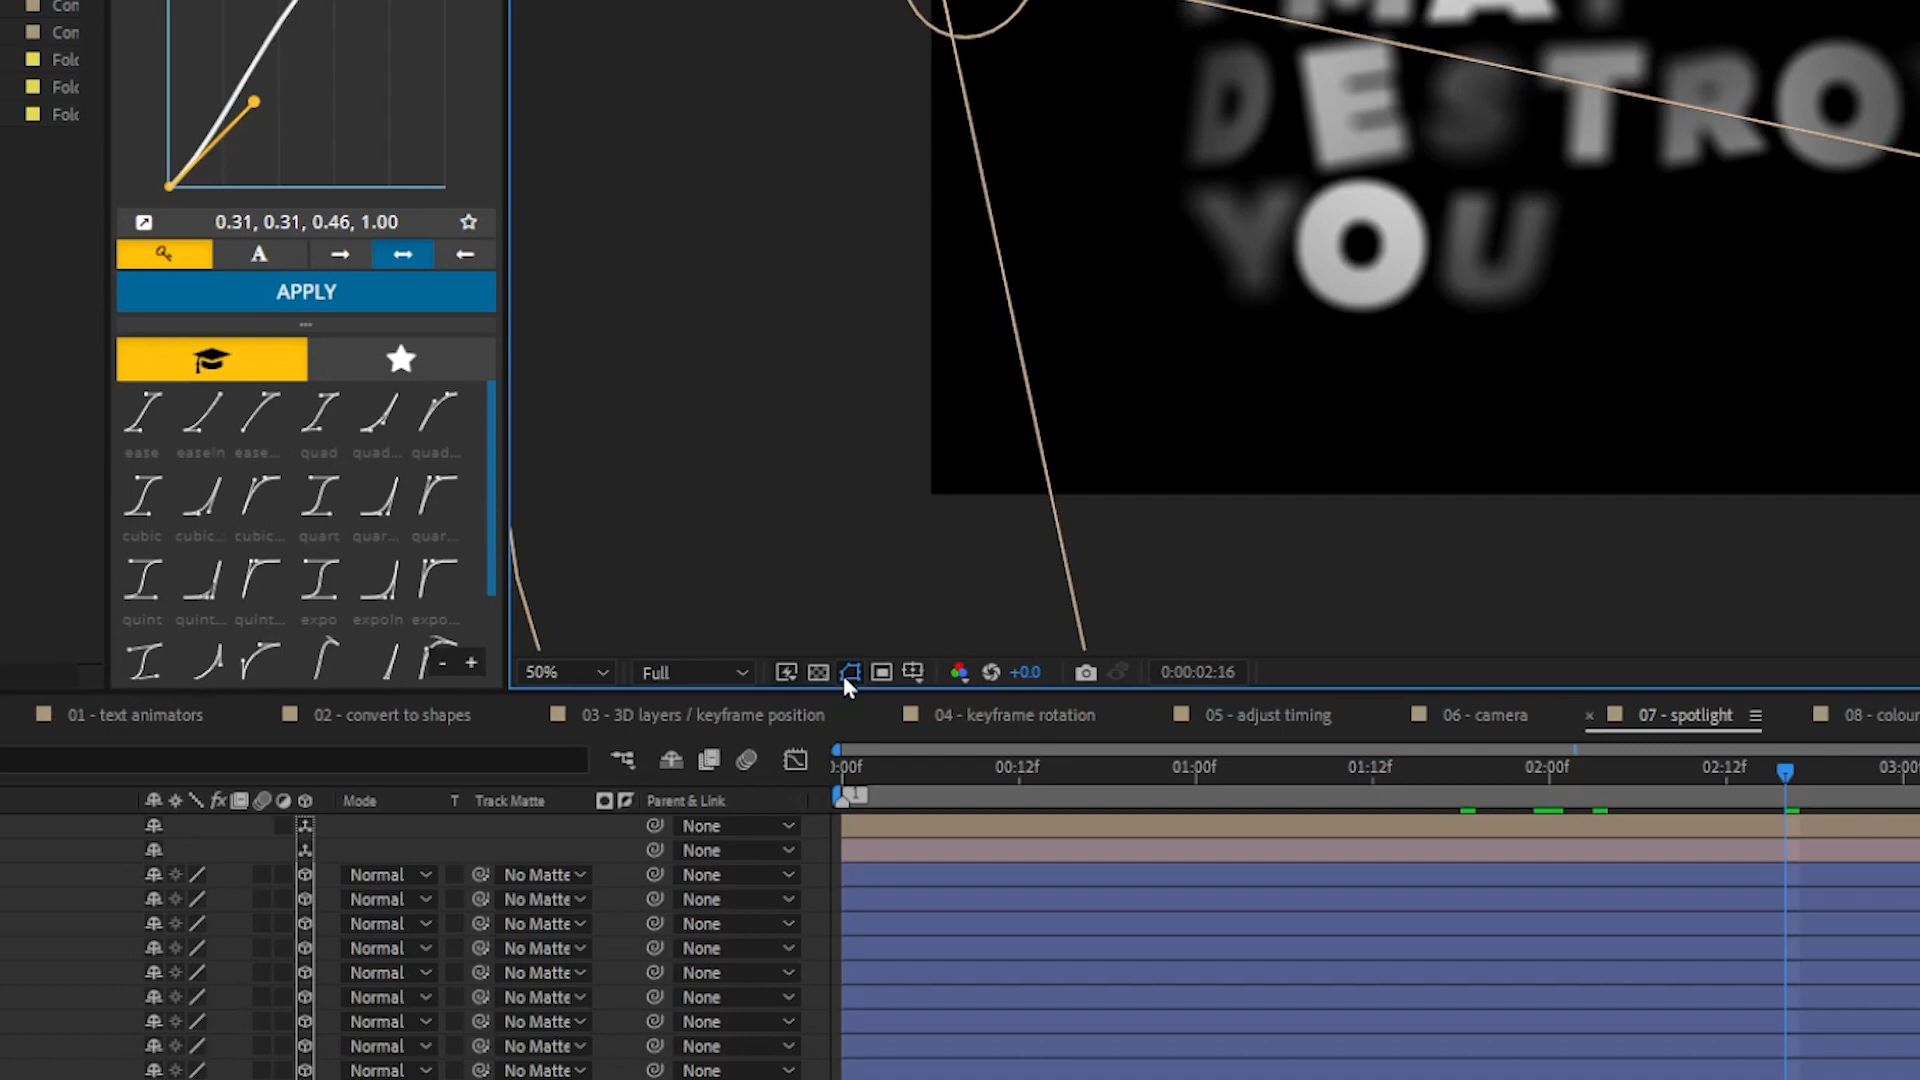 Con
Con
Folc
Folc
Folc
DESTRO
YOU
0.31, 0.31, 0.46, 1.00
A
APPLY
ease easeIn ease... quad quad... quad...
cubic cubic... cubic... quart quar... quar...
quint quint... quint... expo expoIn expo...
- +
50% Full +0.0 0:00:02:16
01 - text animators 02 - convert to shapes 03 - 3D layers / keyframe position 04 - keyframe rotation 05 - adjust timing 06 - camera × 07 - spotlight 08 - colour
0:00f 00:12f 01:00f 01:12f 02:00f 02:12f 03:00
1
fx Mode T Track Matte Parent & Link
None
None
Normal No Matte None
Normal No Matte None
Normal No Matte None
Normal No Matte None
Normal No Matte None
Normal No Matte None
Normal No Matte None
Normal No Matte None
Normal No Matte None